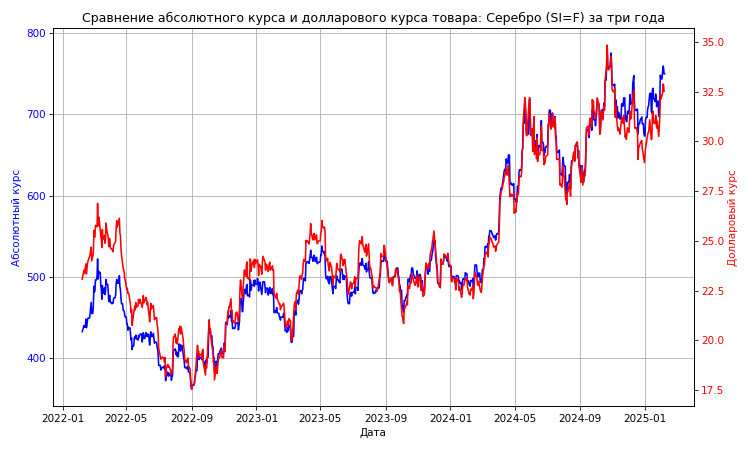 Сравнение абсолютного курса и долларового курса товара: Серебро (SI=F) за три года
Абсолютный курс
800
700
600
500
400
35.0
32.5
30.0
27.5
25.0
22.5
20.0
17.5
Долларовый курс
2022-01 2022-05 2022-09 2023-01 2023-05 2023-09 2024-01 2024-05 2024-09 2025-01
Дата